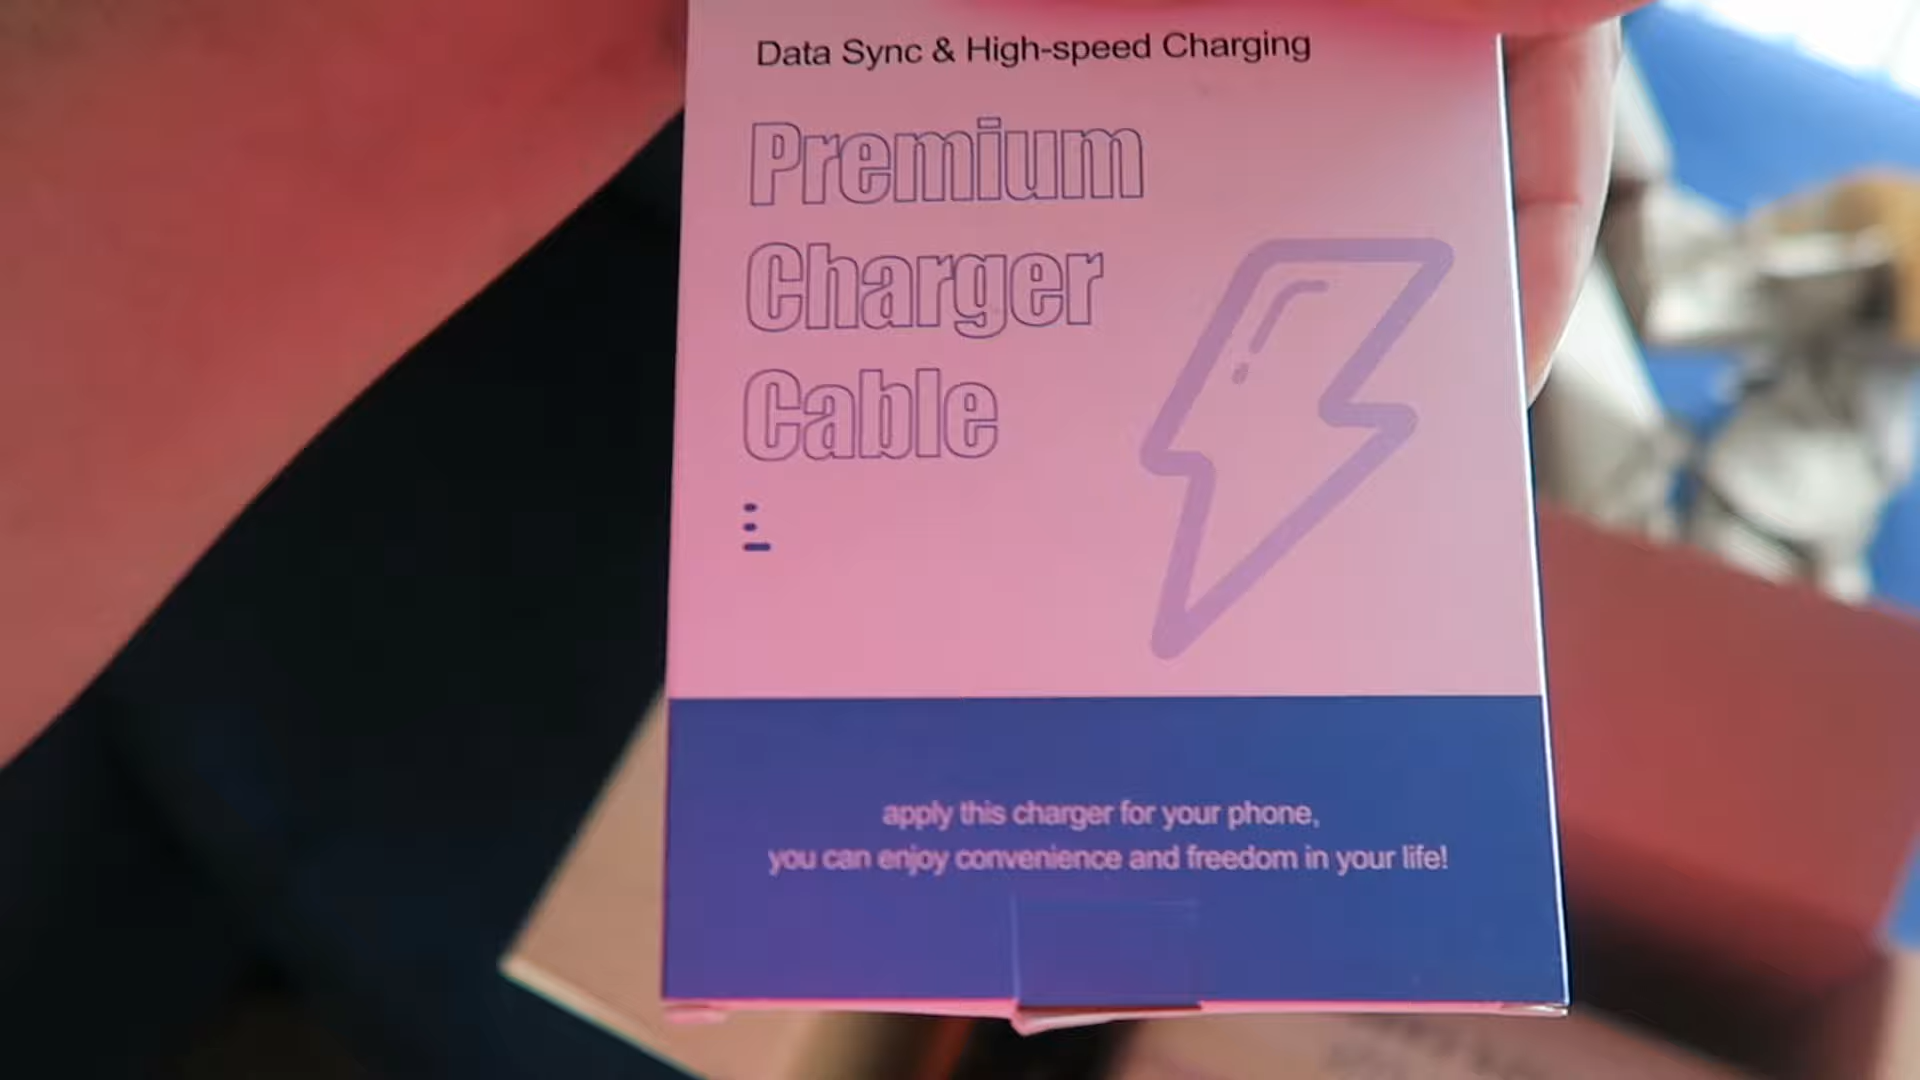 Data Sync & High-speed Charging
Premium
Charger
Cable
apply this charger for your phone,
you can enjoy convenience and freedom in your life!